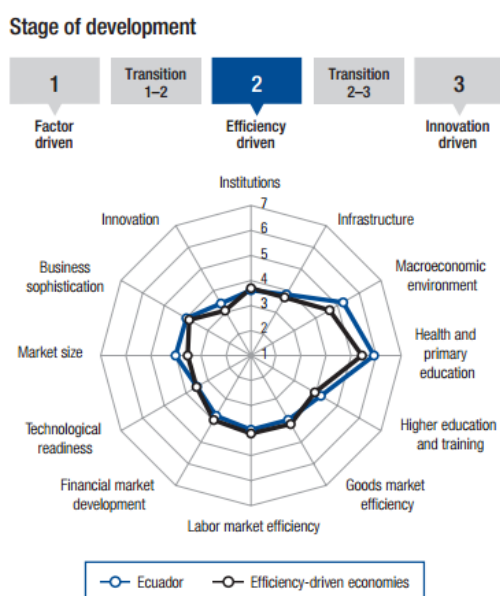 Stage of development
1
Transition
1–2
2
Transition
2–3
3
Factor
driven
Efficiency
driven
Innovation
driven
Institutions
Innovation
Infrastructure
Business
sophistication
Macroeconomic
environment
Market size
Health and
primary
education
Technological
readiness
Higher education
and training
Financial market
development
Goods market
efficiency
Labor market efficiency
7
6
5
4
3
2
1
Ecuador
Efficiency-driven economies